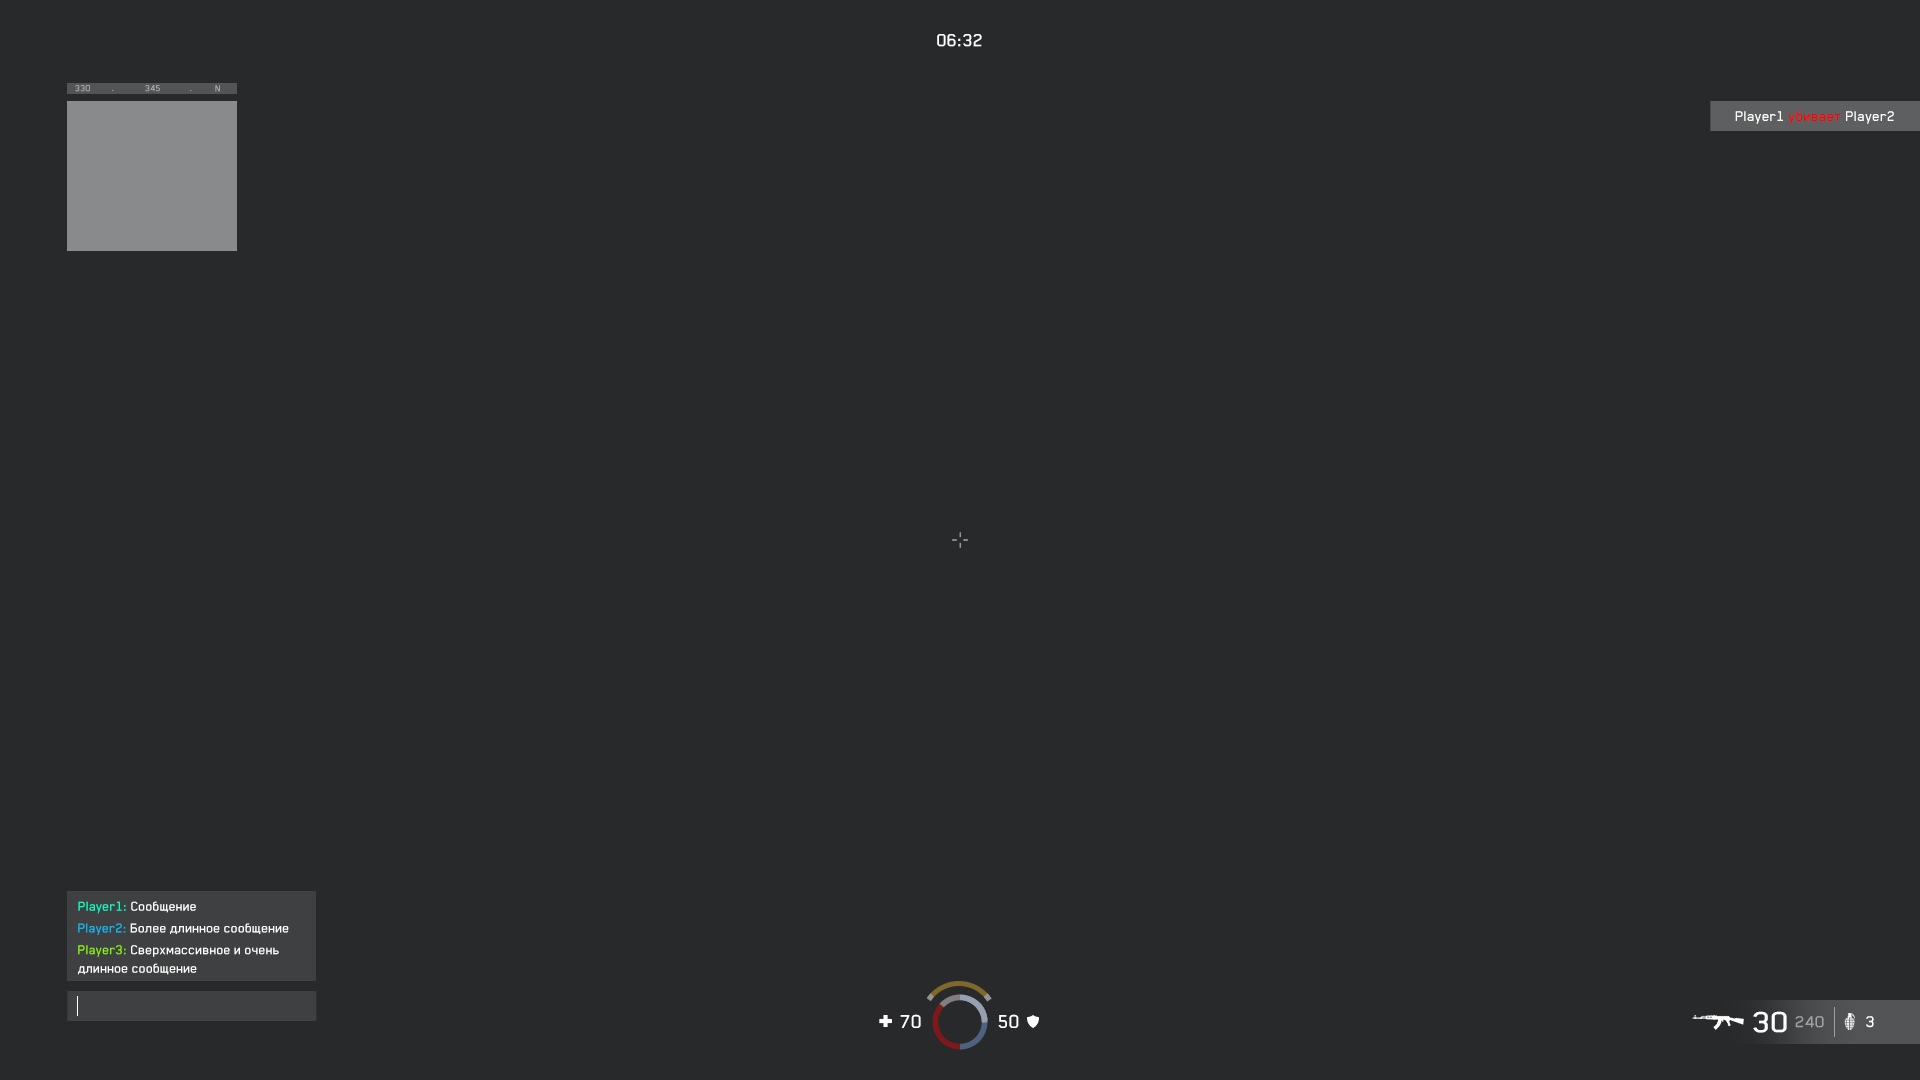 06:32
330 . 345 . N
Player1 убивает Player2
Player1: Сообщение
Player2: Более длинное сообщение
Player3: Сверхмассивное и очень
длинное сообщение
70
50
30 240
3